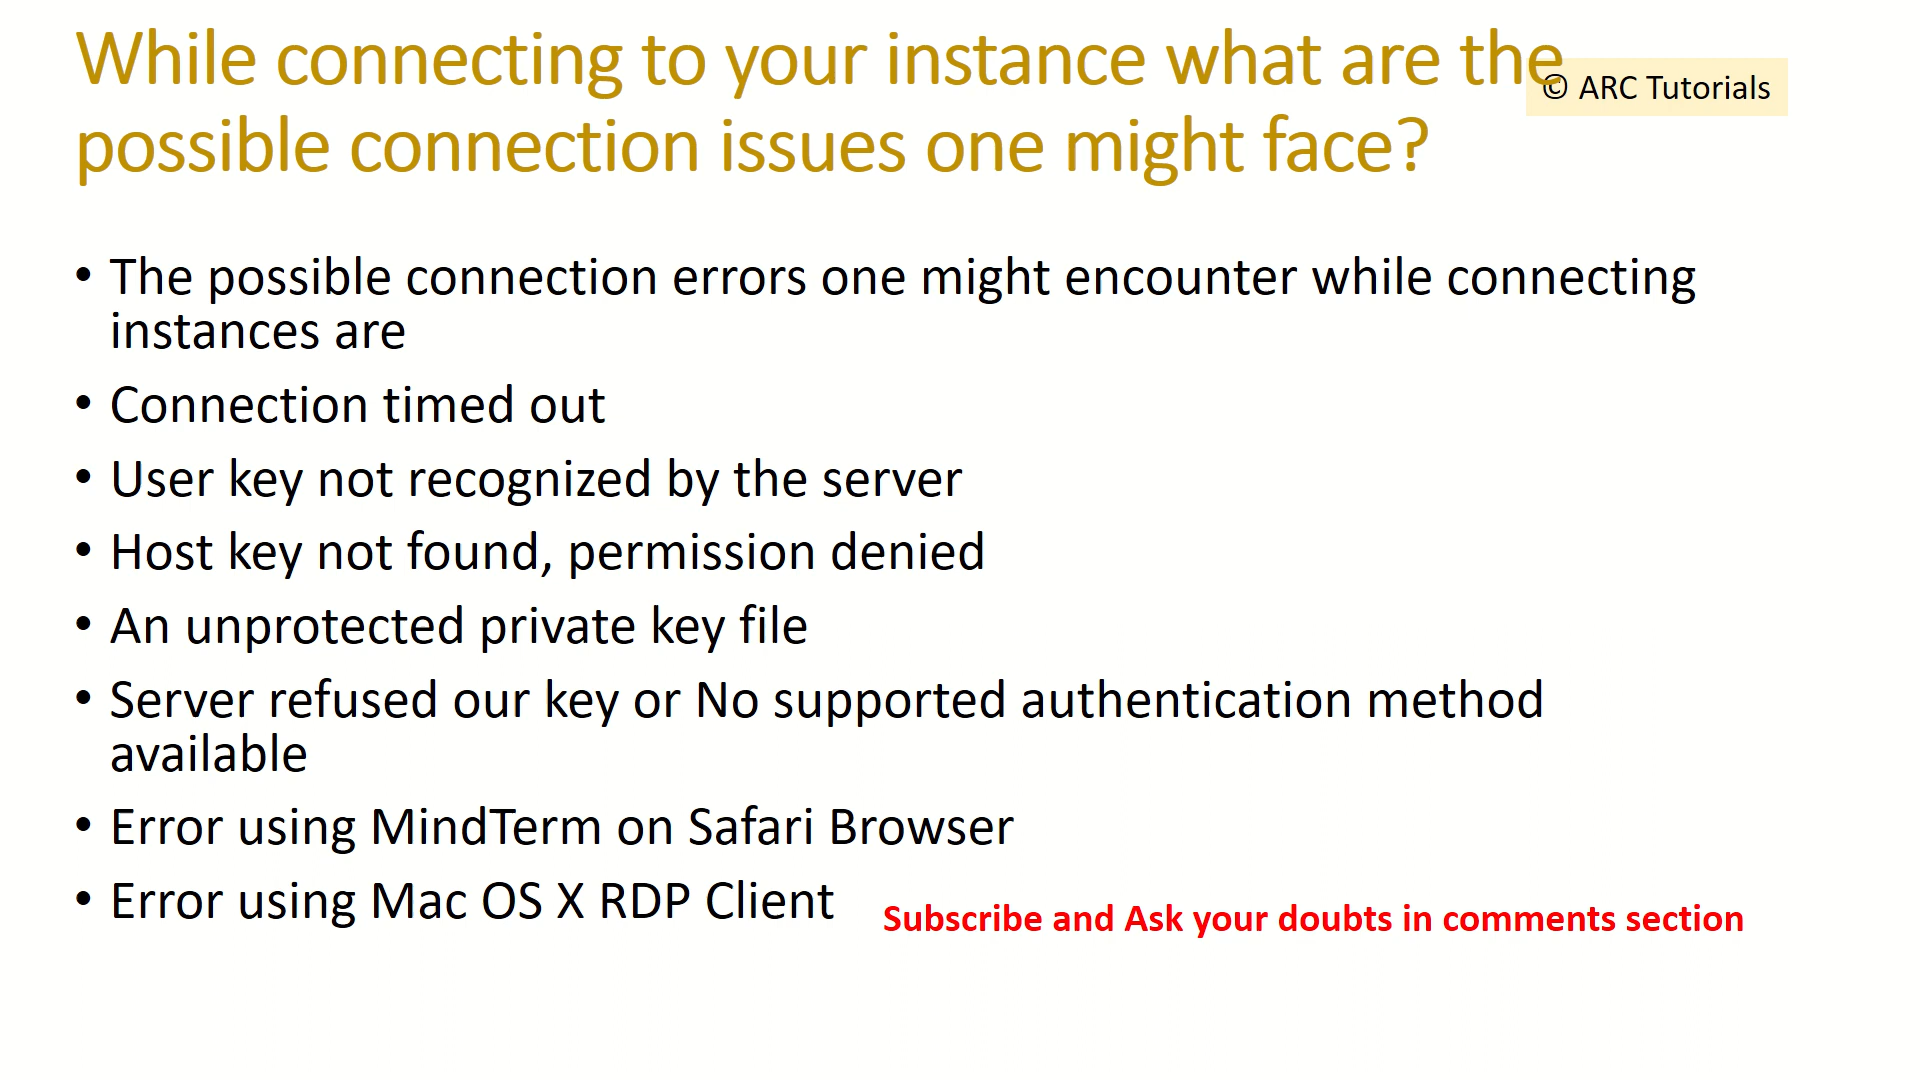 While connecting to your instance what are the
© ARC Tutorials
possible connection issues one might face?
• The possible connection errors one might encounter while connecting
instances are
• Connection timed out
• User key not recognized by the server
• Host key not found, permission denied
• An unprotected private key file
• Server refused our key or No supported authentication method
available
• Error using MindTerm on Safari Browser
• Error using Mac OS X RDP Client
Subscribe and Ask your doubts in comments section